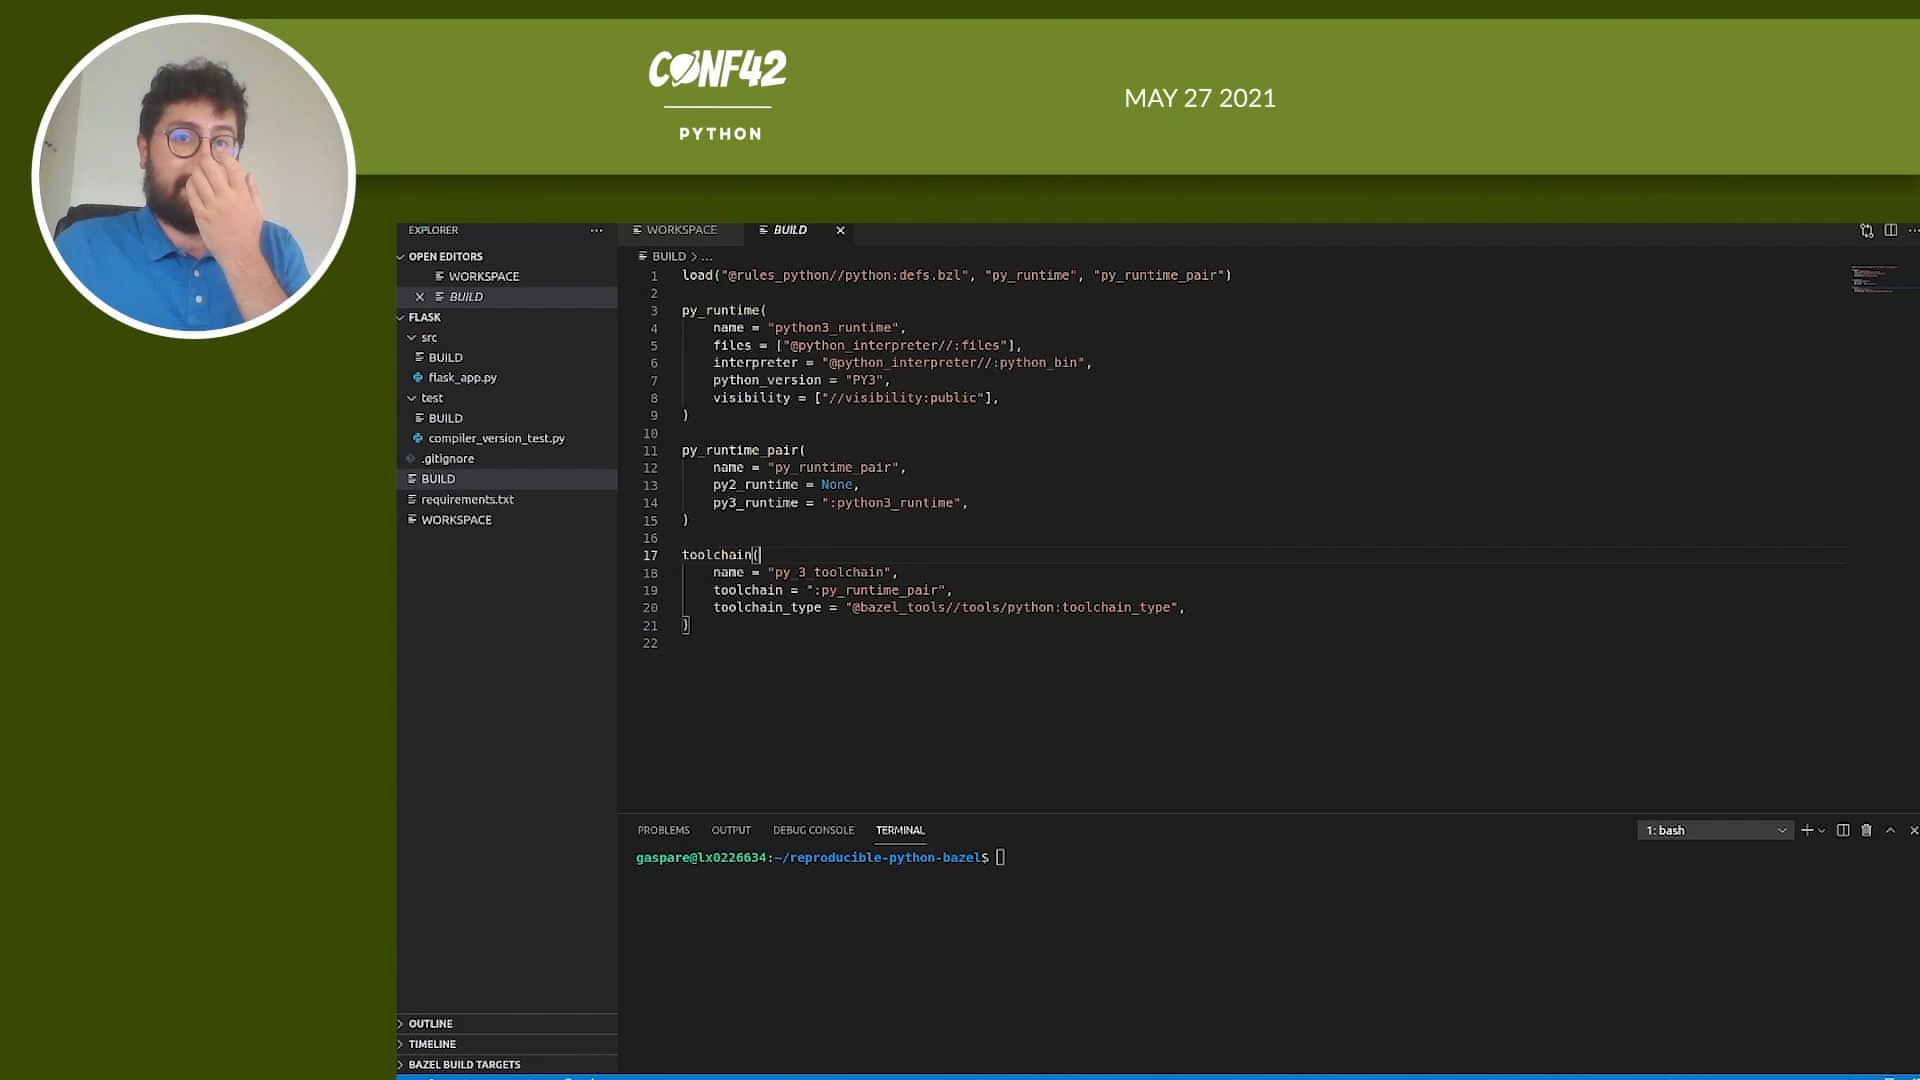 CONF42
PYTHON
MAY 27 2021
EXPLORER
OPEN EDITORS
WORKSPACE
BUILD
FLASK
src
BUILD
flask_app.py
test
BUILD
compiler_version_test.py
.gitignore
BUILD
requirements.txt
WORKSPACE
OUTLINE
TIMELINE
BAZEL BUILD TARGETS
WORKSPACE BUILD
BUILD > ...
1 load("@rules_python//python:defs.bzl", "py_runtime", "py_runtime_pair")
2
3 py_runtime(
4 name = "python3_runtime",
5 files = ["@python_interpreter//:files"],
6 interpreter = "@python_interpreter//:python_bin",
7 python_version = "PY3",
8 visibility = ["//visibility:public"],
9 )
10
11 py_runtime_pair(
12 name = "py_runtime_pair",
13 py2_runtime = None,
14 py3_runtime = ":python3_runtime",
15 )
16
17 toolchain(
18 name = "py_3_toolchain",
19 toolchain = ":py_runtime_pair",
20 toolchain_type = "@bazel_tools//tools/python:toolchain_type",
21 )
22
PROBLEMS OUTPUT DEBUG CONSOLE TERMINAL 1: bash
gaspare@lx0226634:~/reproducible-python-bazel$